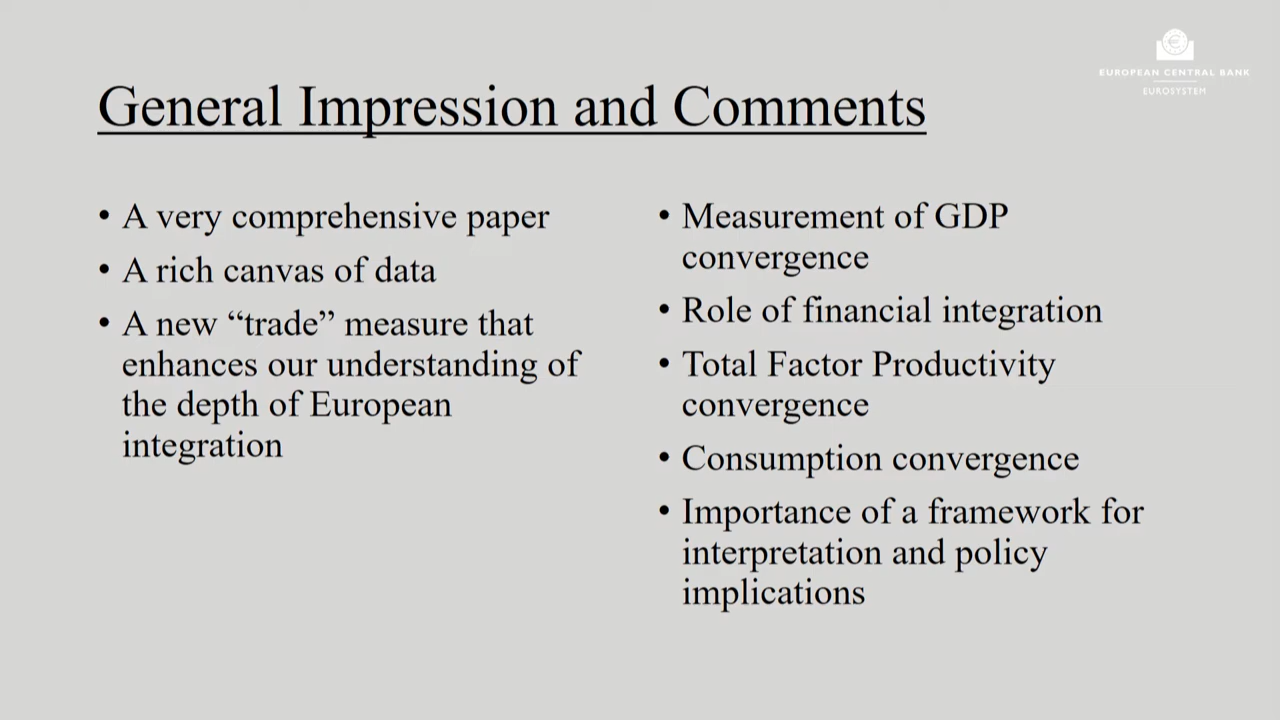 EUROPEAN CENTRAL BANK
EUROSYSTEM
General Impression and Comments
• A very comprehensive paper
• A rich canvas of data
• A new “trade” measure that
enhances our understanding of
the depth of European
integration
• Measurement of GDP
convergence
• Role of financial integration
• Total Factor Productivity
convergence
• Consumption convergence
• Importance of a framework for
interpretation and policy
implications